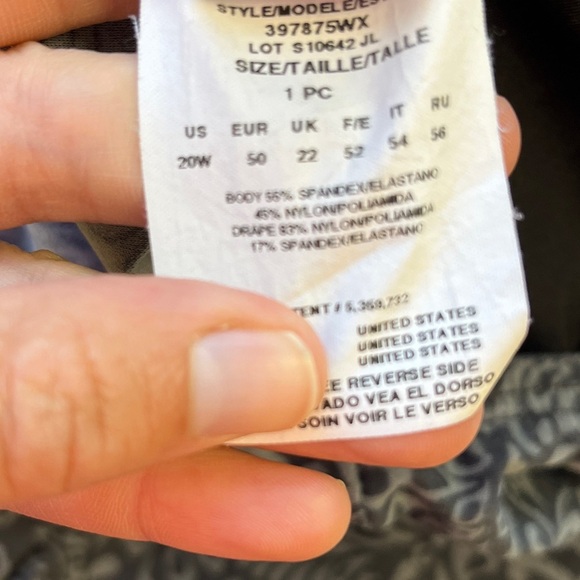 STYLE/MODELE/ES
397875WX
LOT S10642 JL
SIZE/TAILLE/TALLE
1 PC
US EUR UK F/E IT RU
20W 50 22 52 54 56
BODY 55% SPANDEX/ELASTANO
45% NYLON/POLIAMIDA
DRAPE 83% NYLON/POLIAMIDA
17% SPANDEX/ELASTANO
TENT # 5,369,732
UNITED STATES
UNITED STATES
UNITED STATES
EE REVERSE SIDE
ADO VEA EL DORSO
SOIN VOIR LE VERSO